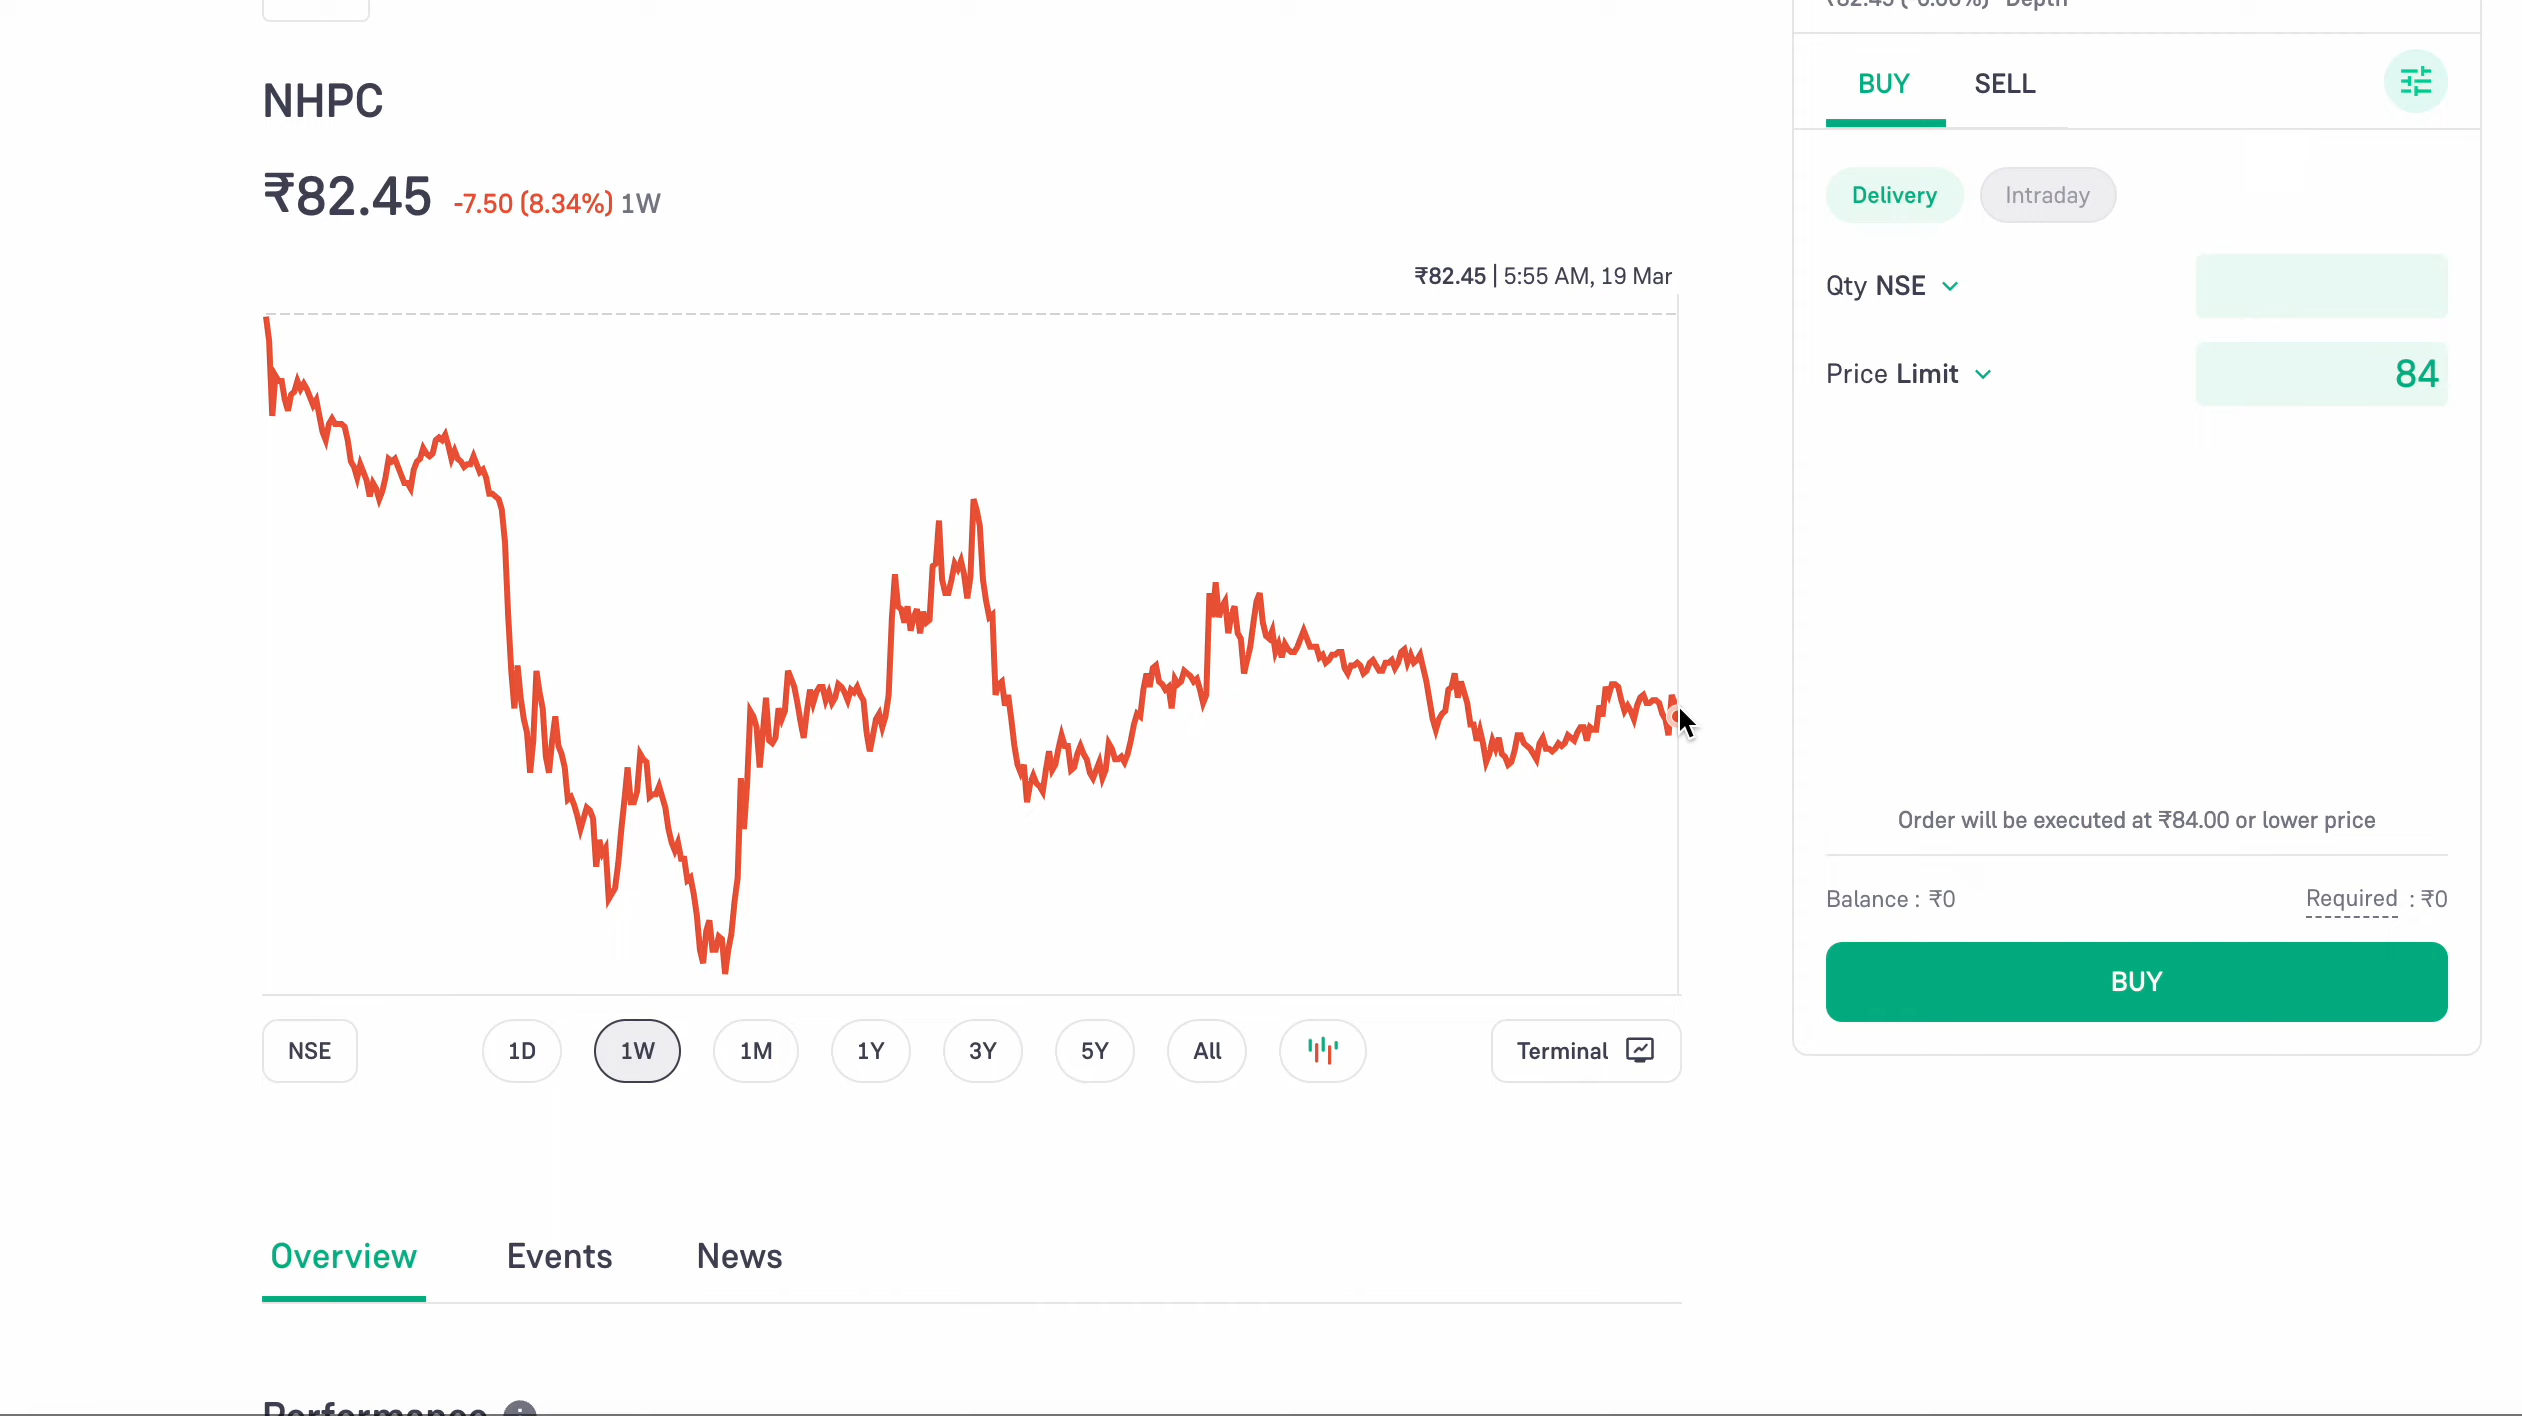 NHPC
₹82.45 -7.50 (8.34%) 1W
₹82.45 | 5:55 AM, 19 Mar
NSE
1D
1W
1M
1Y
3Y
5Y
All
Terminal
Overview
Events
News
Performance
Depth
BUY
SELL
Delivery
Intraday
Qty NSE
Price Limit
84
Order will be executed at ₹84.00 or lower price
Balance : ₹0
Required : ₹0
BUY